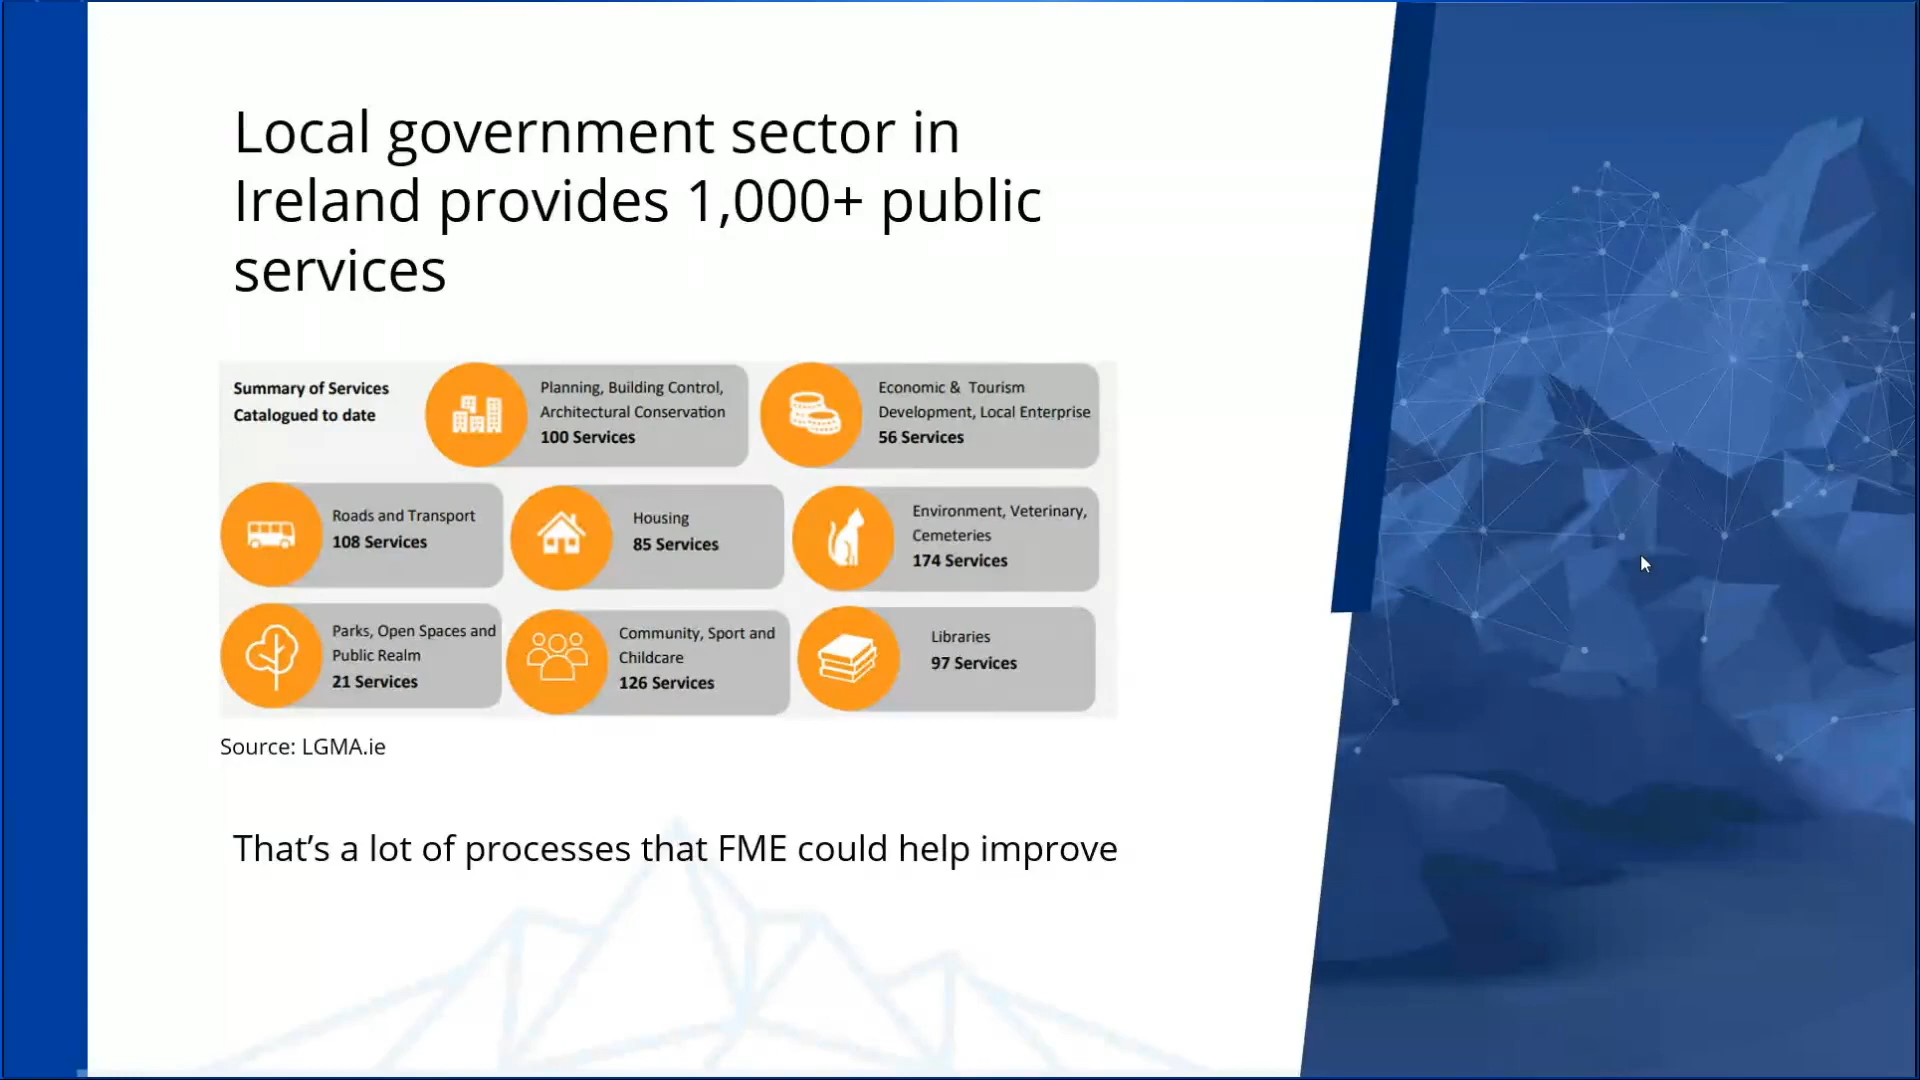 Local government sector in
Ireland provides 1,000+ public
services
Summary of Services
Catalogued to date
Planning, Building Control,
Architectural Conservation
100 Services
Economic & Tourism
Development, Local Enterprise
56 Services
Roads and Transport
108 Services
Housing
85 Services
Environment, Veterinary,
Cemeteries
174 Services
Parks, Open Spaces and
Public Realm
21 Services
Community, Sport and
Childcare
126 Services
Libraries
97 Services
Source: LGMA.ie
That’s a lot of processes that FME could help improve